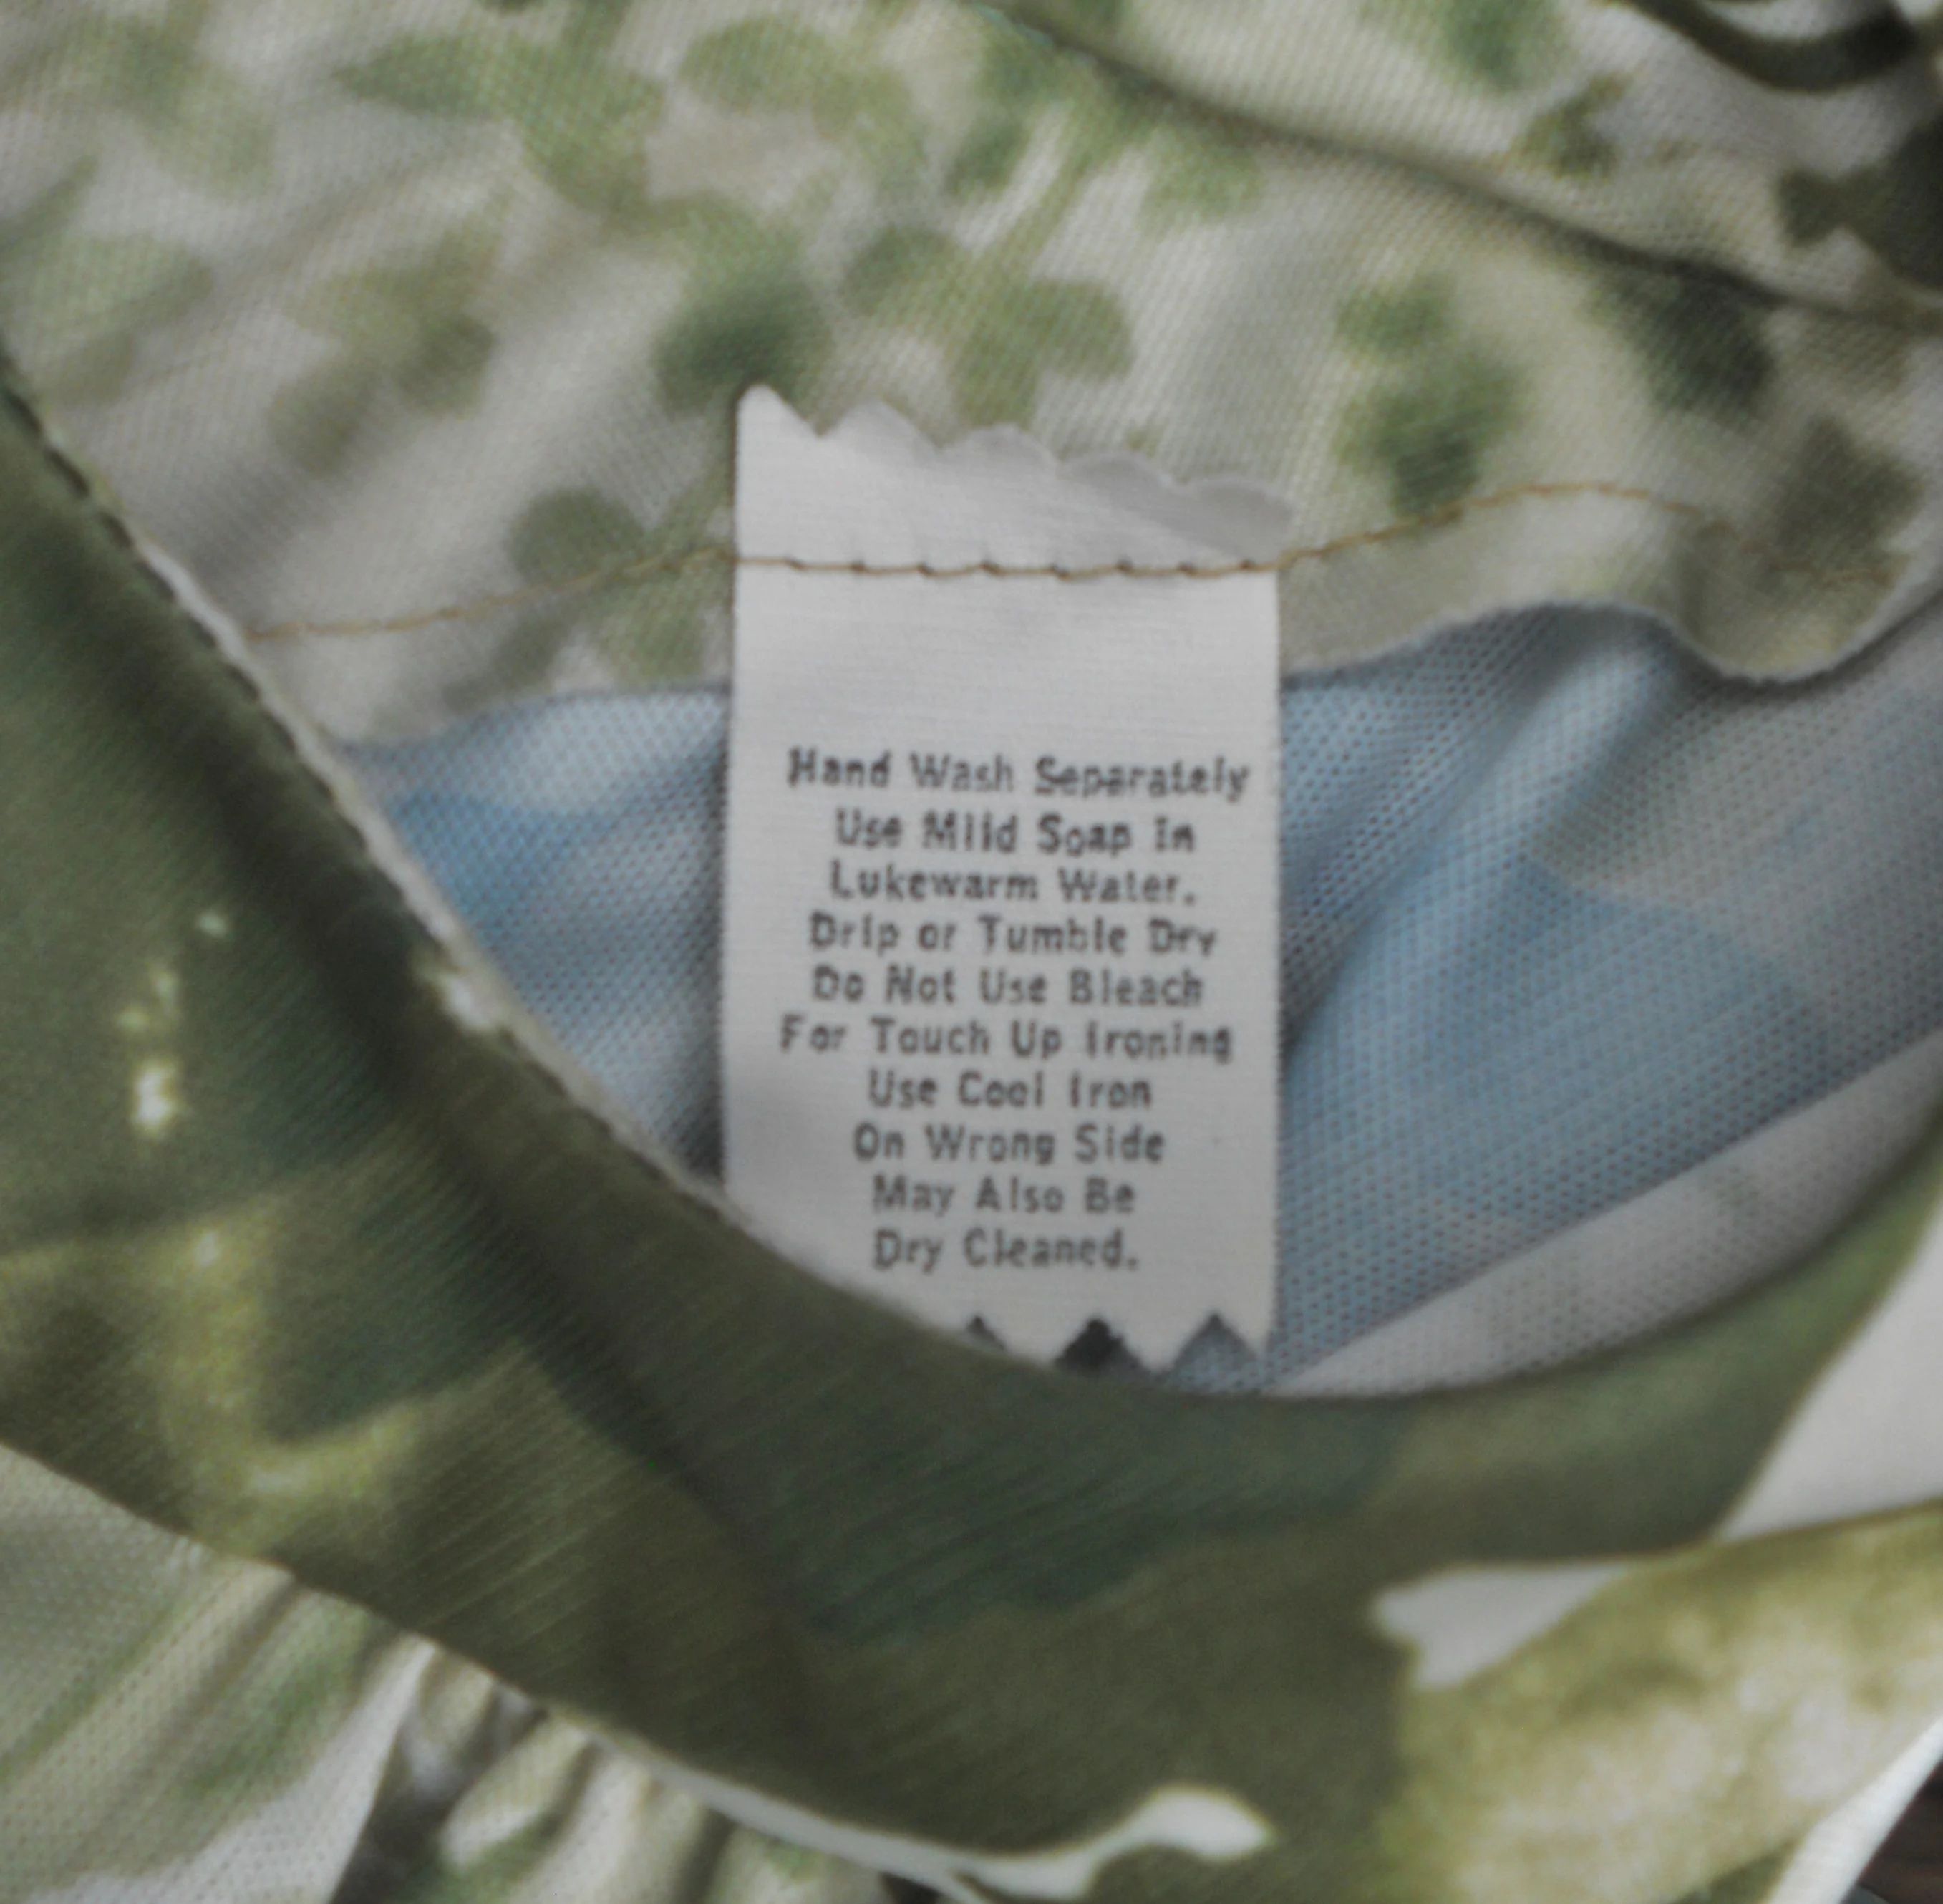 Hand Wash Separately
Use Mild Soap In
Lukewarm Water.
Drip or Tumble Dry
Do Not Use Bleach
For Touch Up Ironing
Use Cool Iron
On Wrong Side
May Also Be
Dry Cleaned.